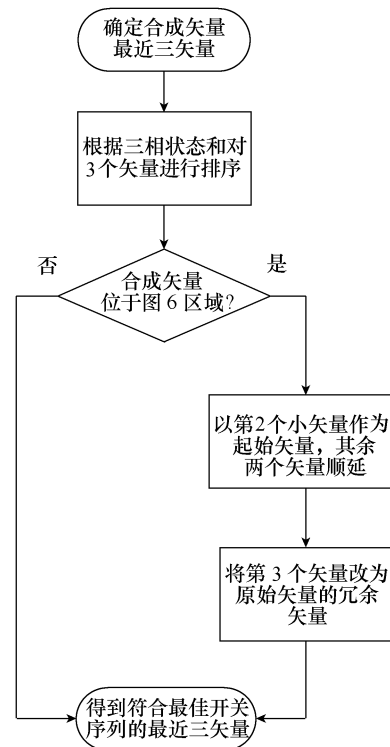 确定合成矢量
最近三矢量
根据三相状态和对
3个矢量进行排序
否
是
合成矢量
位于图 6 区域?
以第2个小矢量作为
起始矢量，其余
两个矢量顺延
将第 3 个矢量改为
原始矢量的冗余
矢量
得到符合最佳开关
序列的最近三矢量